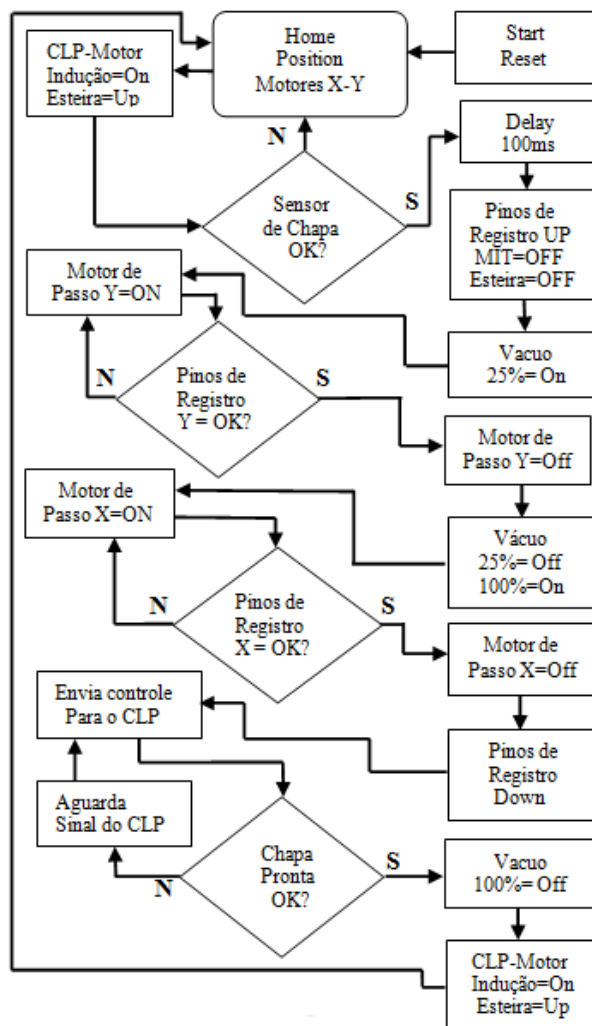 Home
Position
Motores X-Y
Start
Reset
CLP-Motor
Indução=On
Esteira=Up
N
Sensor
de Chapa
OK?
S
Delay
100ms
Pinos de
Registro UP
MIT=OFF
Esteira=OFF
Vacuo
25%= On
Motor de
Passo Y=ON
N
Pinos de
Registro
Y = OK?
S
Motor de
Passo Y=Off
Vácuo
25%= Off
100%=On
Motor de
Passo X=ON
N
Pinos de
Registro
X = OK?
S
Motor de
Passo X=Off
Pinos de
Registro
Down
Envia controle
Para o CLP
Aguarda
Sinal do CLP
N
Chapa
Pronta
OK?
S
Vacuo
100%= Off
CLP-Motor
Indução=On
Esteira=Up